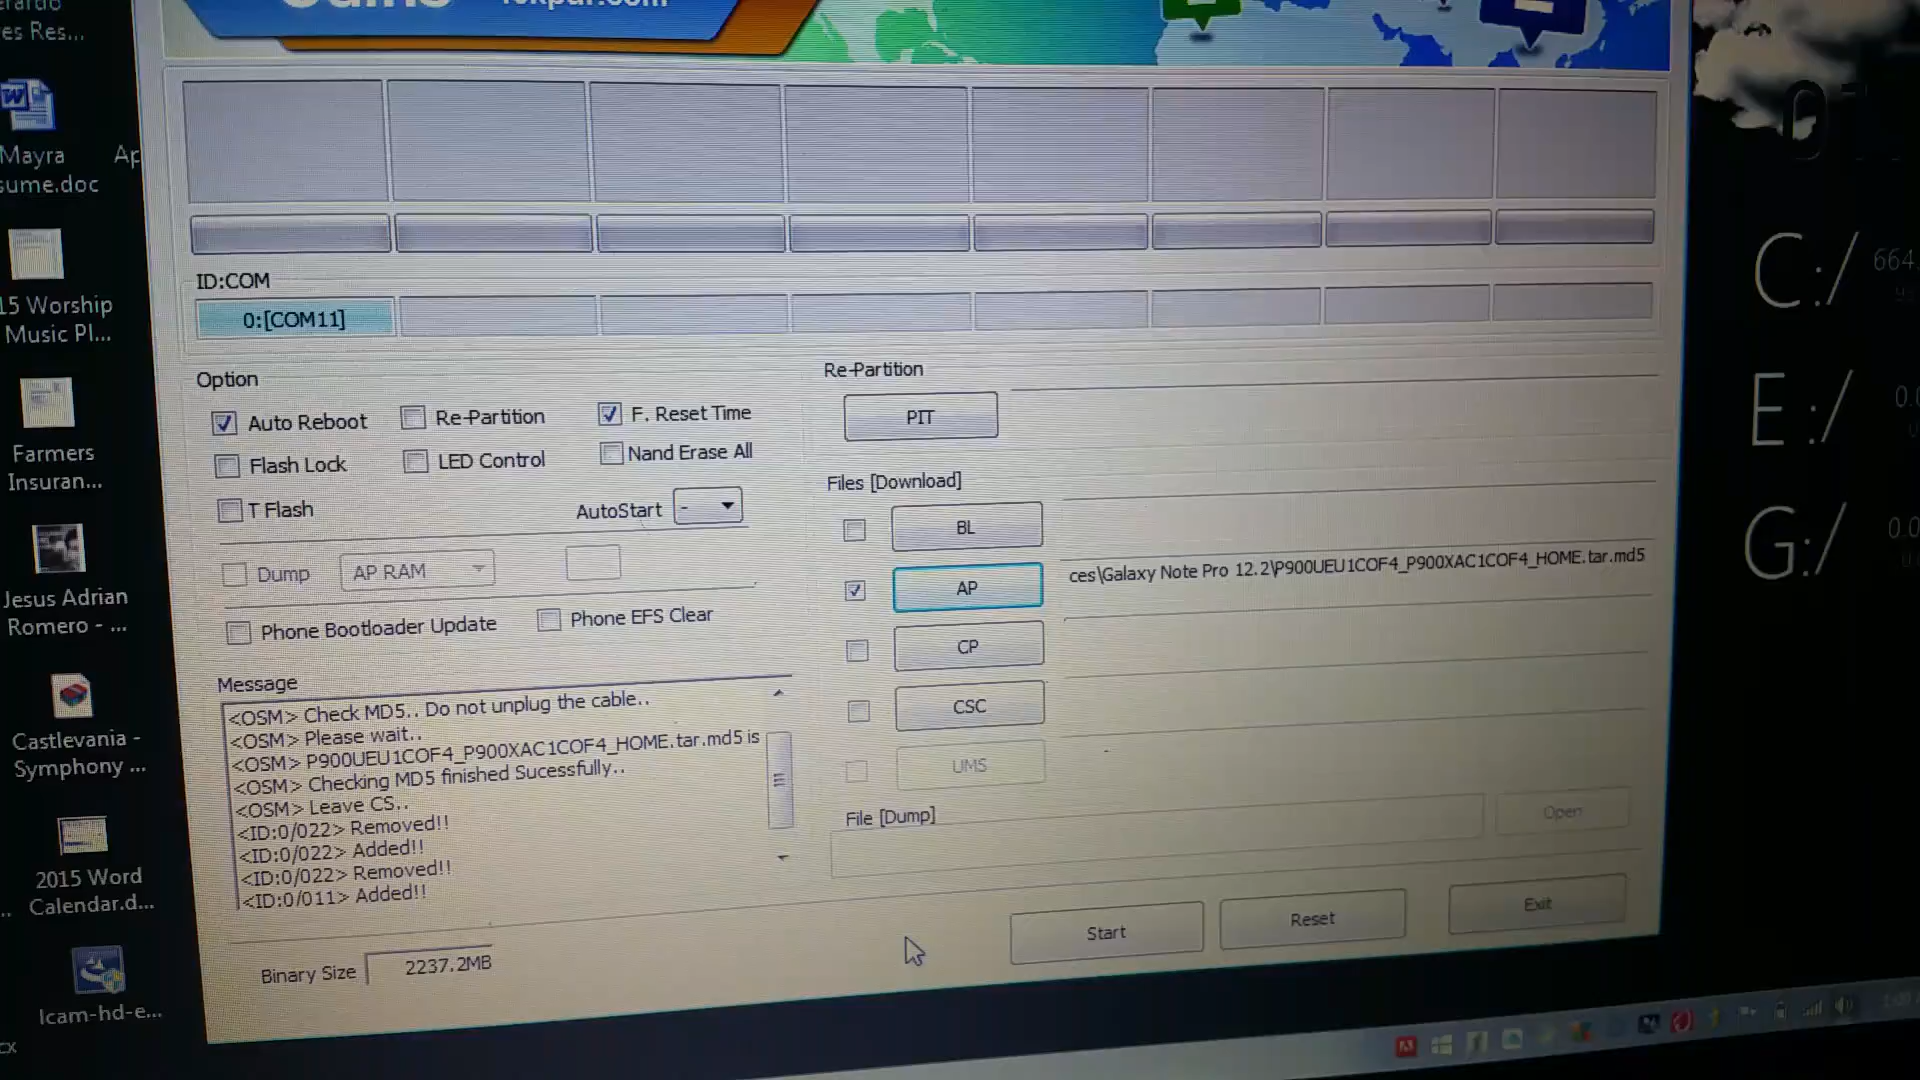 es Res...
Mayra
sume.doc
Ap
15 Worship
Music Pl...
Farmers
Insuran...
Jesus Adrian
Romero - ...
Castlevania -
Symphony ...
2015 Word
Calendar.d...
Icam-hd-e...
ID:COM
0:[COM11]
Option
Auto Reboot
Re-Partition
F. Reset Time
Flash Lock
LED Control
Nand Erase All
T Flash
AutoStart
-
Dump
AP RAM
Phone Bootloader Update
Phone EFS Clear
Message
<OSM> Check MD5.. Do not unplug the cable..
<OSM> Please wait..
<OSM> P900UEU1COF4_P900XAC1COF4_HOME.tar.md5 is
<OSM> Checking MD5 finished Sucessfully..
<OSM> Leave CS..
<ID:0/022> Removed!!
<ID:0/022> Added!!
<ID:0/022> Removed!!
<ID:0/011> Added!!
Binary Size
2237.2MB
Re-Partition
PIT
Files [Download]
BL
AP
ces\Galaxy Note Pro 12.2\P900UEU1COF4_P900XAC1COF4_HOME.tar.md5
CP
CSC
UMS
File [Dump]
Open
Start
Reset
Exit
C:/
664.
E:/
0.0
G:/
0.0